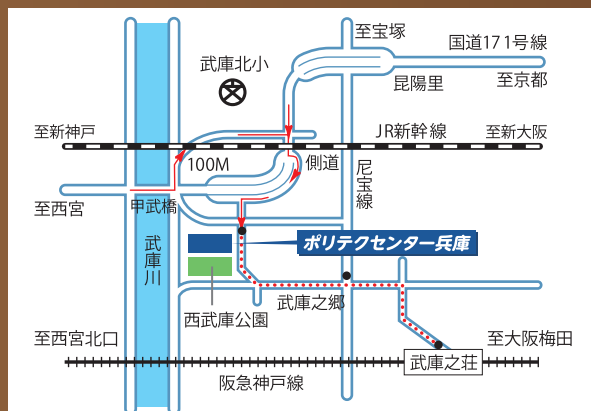 至宝塚
国道171号線
武庫北小
昆陽里
至京都
至新神戸
JR新幹線
至新大阪
100M
側道
尼宝線
至西宮
甲武橋
武庫川
ポリテクセンター兵庫
武庫之郷
西武庫公園
至西宮北口
至大阪梅田
武庫之荘
阪急神戸線